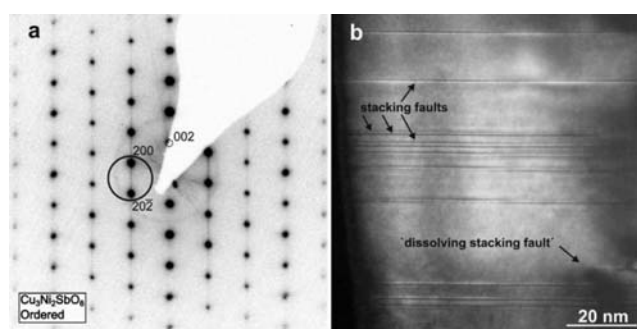 a
002
200
202̄
Cu₃Ni₂SbO₆
Ordered
b
stacking faults
'dissolving stacking fault'
20 nm